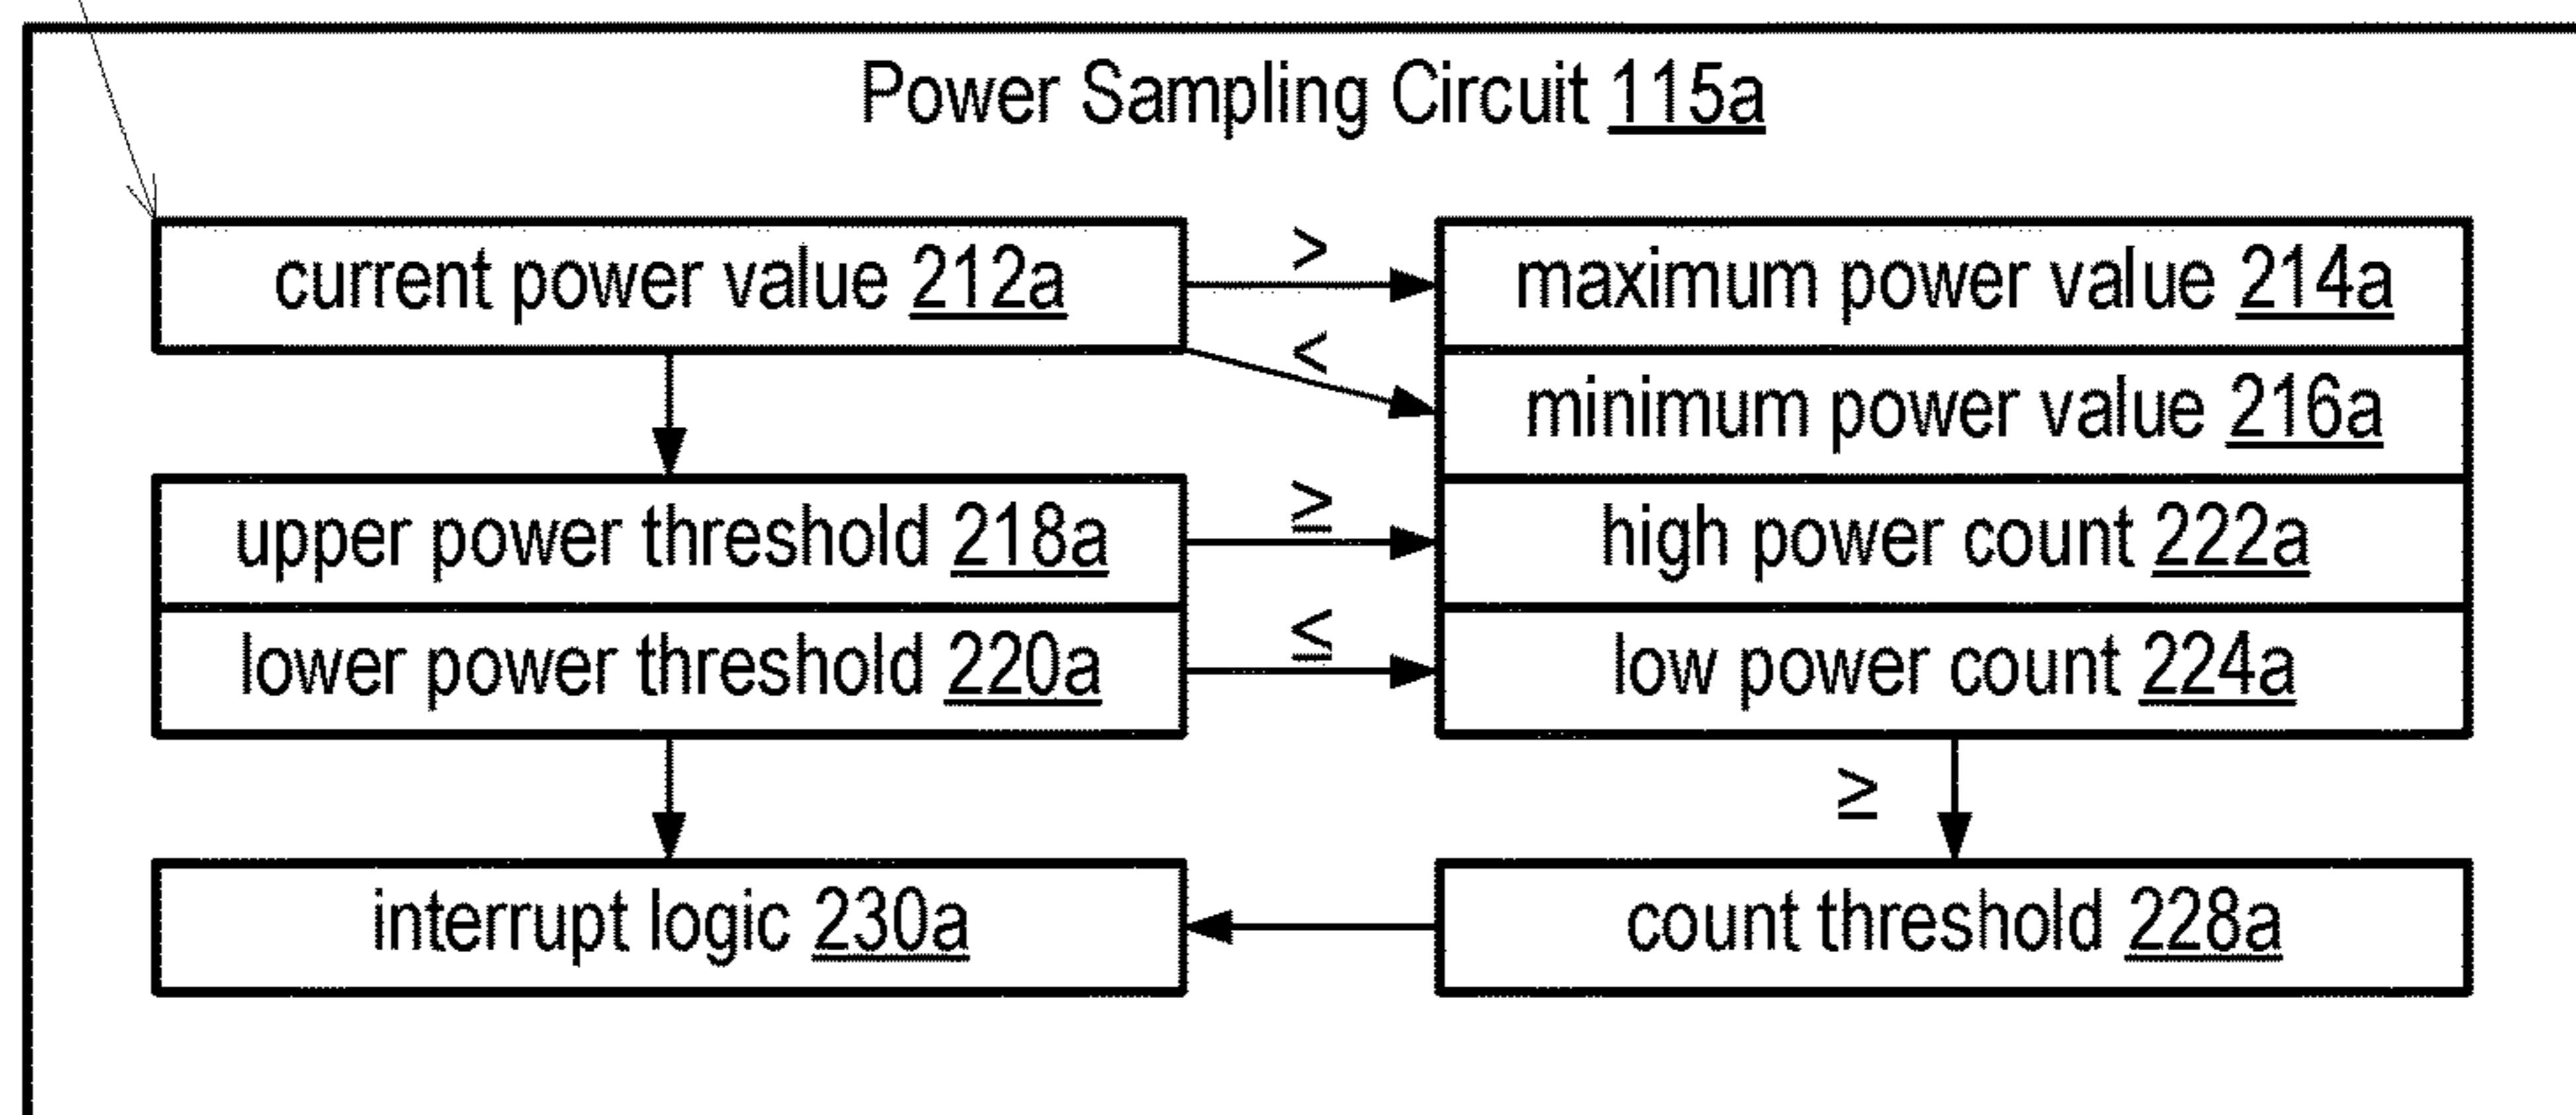 Power Sampling Circuit 115a
current power value 212a
>
maximum power value 214a
<
minimum power value 216a
upper power threshold 218a
≥
high power count 222a
lower power threshold 220a
≤
low power count 224a
≥
interrupt logic 230a
count threshold 228a